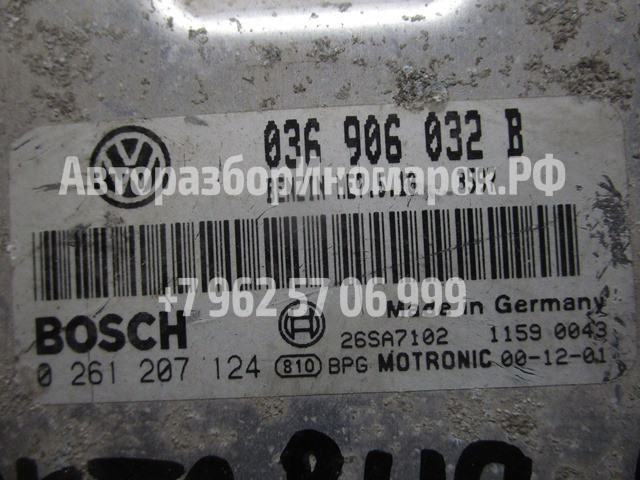 036 906 032 B
Авторазбор/иномарок.РФ
BENZIN
+7 962 57 06 999
Made in Germany
BOSCH
26SA7102 1159 0043
0 261 207 124 810 BPG MOTRONIC 00-12-01